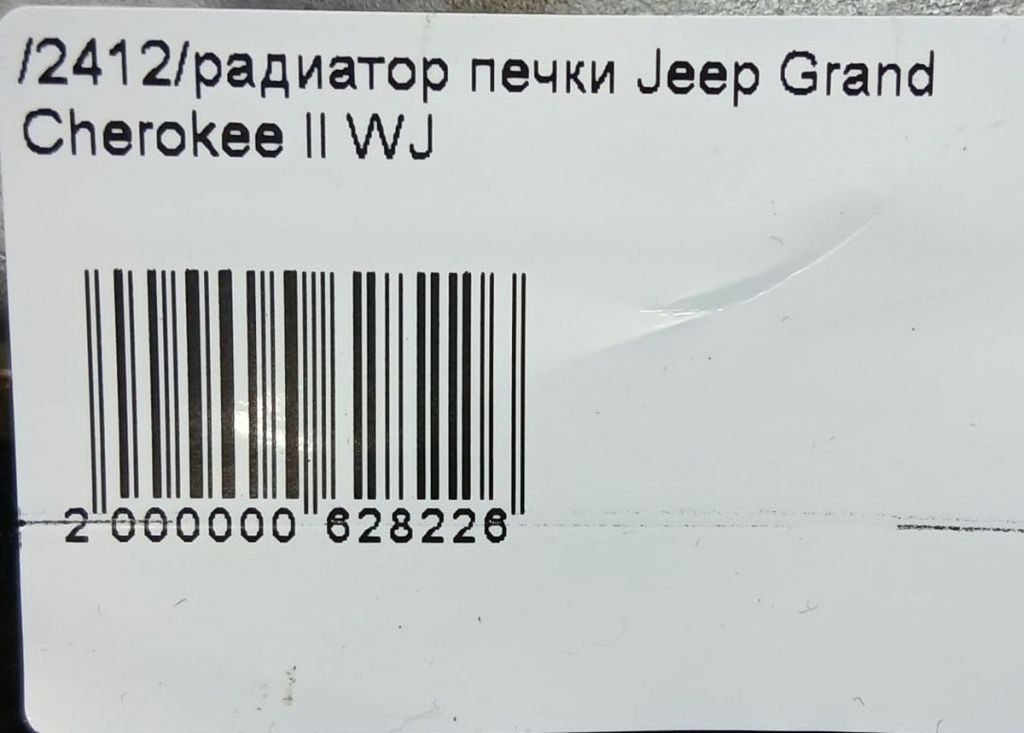 /2412/радиатор печки Jeep Grand
Cherokee II WJ
2 000000 628226